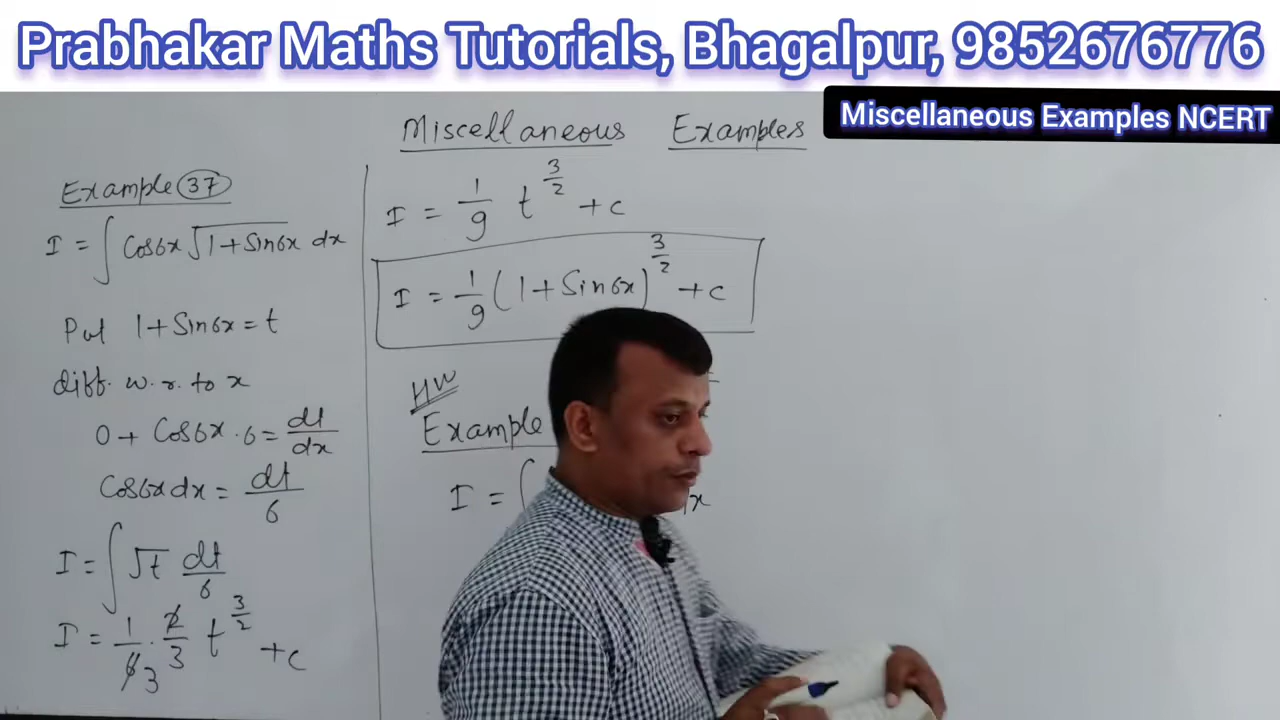 Prabhakar Maths Tutorials, Bhagalpur, 9852676776
Miscellaneous Examples NCERT
Miscellaneous Examples
Example 37
I = ∫ Cos6x √(1+Sin6x) dx
Put 1+Sin6x = t
diff. w.r. to x
0 + Cos6x · 6 = dt/dx
Cos6x dx = dt/6
I = ∫ √t dt/6
I = 1/6 3 · 2/3 t^(3/2) + c
I = 1/9 t^(3/2) + c
I = 1/9 (1+Sin6x)^(3/2) + c
HW
Example
I = ∫ x